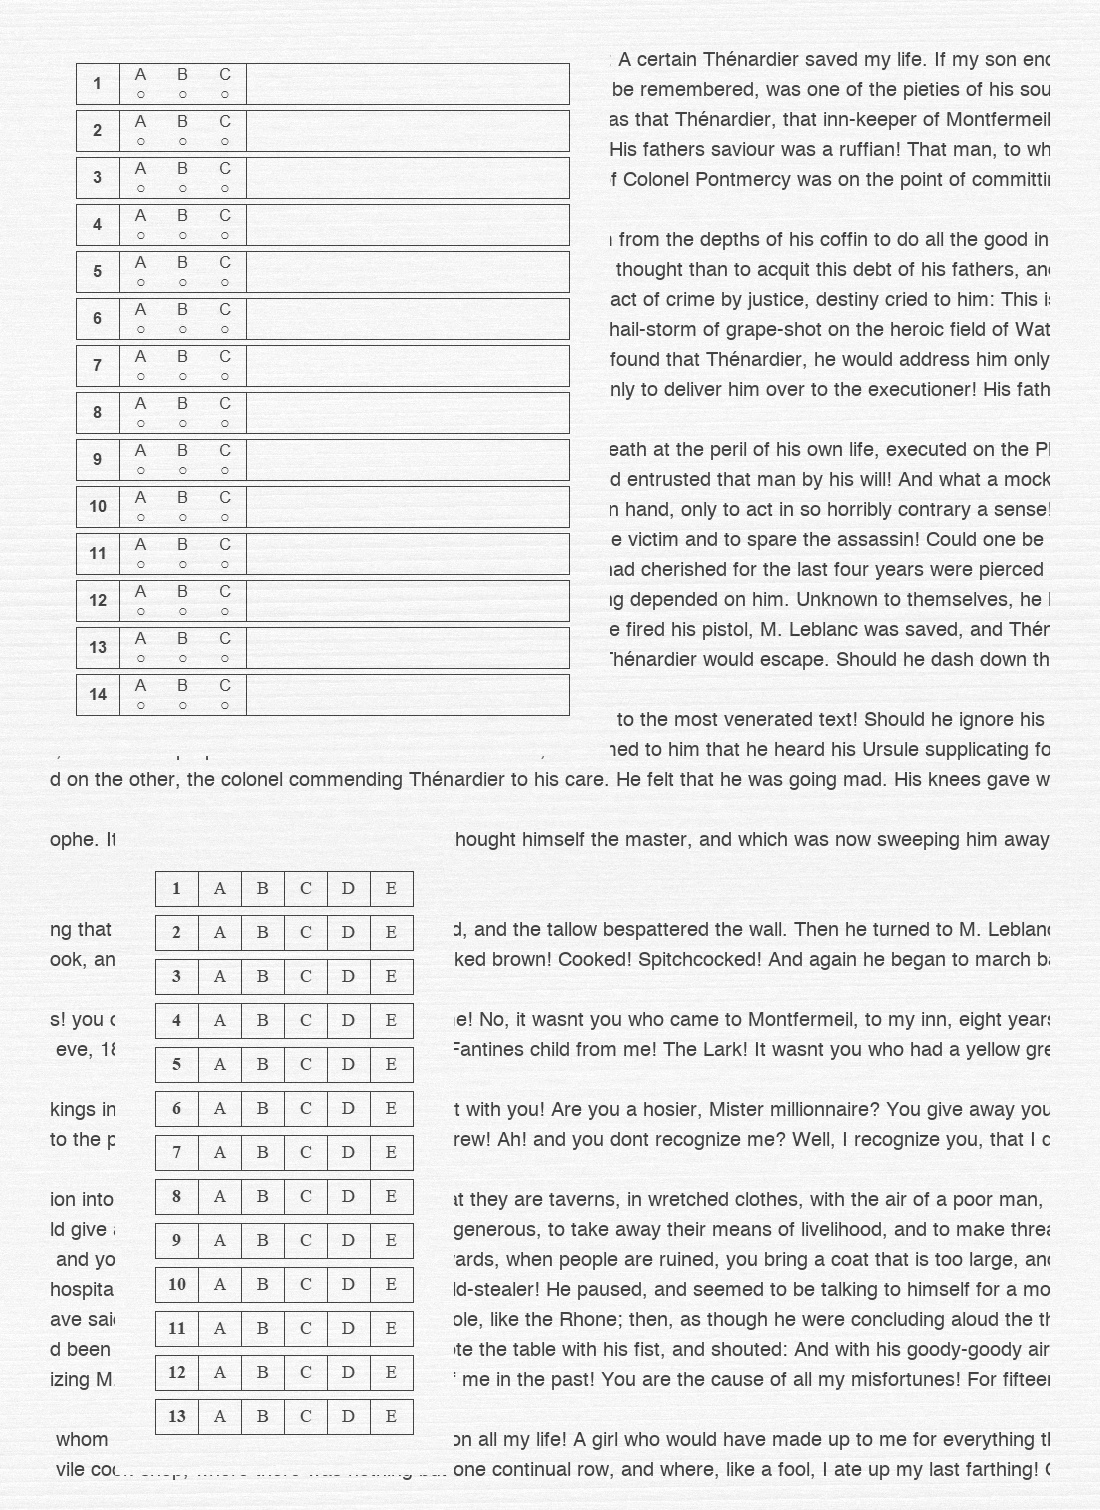 1 A B C
2 A B C
3 A B C
4 A B C
5 A B C
6 A B C
7 A B C
8 A B C
9 A B C
10 A B C
11 A B C
12 A B C
13 A B C
14 A B C
A certain Thénardier saved my life. If my son
be remembered, was one of the pieties of his sou
as that Thénardier, that inn-keeper of Montfermeil
His fathers saviour was a ruffian! That man, to wh
f Colonel Pontmercy was on the point of committin
from the depths of his coffin to do all the good in
thought than to acquit this debt of his fathers, and
act of crime by justice, destiny cried to him: This is
hail-storm of grape-shot on the heroic field of Wat
found that Thénardier, he would address him only
nly to deliver him over to the executioner! His fath
eath at the peril of his own life, executed on the Pl
d entrusted that man by his will! And what a mock
n hand, only to act in so horribly contrary a sense!
e victim and to spare the assassin! Could one be
had cherished for the last four years were pierced
ng depended on him. Unknown to themselves, he
e fired his pistol, M. Leblanc was saved, and Thén
Thénardier would escape. Should he dash down th
to the most venerated text! Should he ignore his
ned to him that he heard his Ursule supplicating fo
d on the other, the colonel commending Thénardier to his care. He felt that he was going mad. His knees gave w
ophe. It
hought himself the master, and which was now sweeping him away
1 A B C D E
2 A B C D E
3 A B C D E
4 A B C D E
5 A B C D E
6 A B C D E
7 A B C D E
8 A B C D E
9 A B C D E
10 A B C D E
11 A B C D E
12 A B C D E
13 A B C D E
ng that
d, and the tallow bespattered the wall. Then he turned to M. Leblanc
ook, an
ked brown! Cooked! Spitchcocked! And again he began to march ba
s! you
e! No, it wasnt you who came to Montfermeil, to my inn, eight years
eve, 18
Fantines child from me! The Lark! It wasnt you who had a yellow gre
kings in
t with you! Are you a hosier, Mister millionnaire? You give away you
to the p
rew! Ah! and you dont recognize me? Well, I recognize you, that I
ion into
at they are taverns, in wretched clothes, with the air of a poor man,
ld give
generous, to take away their means of livelihood, and to make threa
and yo
ards, when people are ruined, you bring a coat that is too large, and
hospita
ld-stealer! He paused, and seemed to be talking to himself for a mo
ave said
ole, like the Rhone; then, as though he were concluding aloud the th
d been
te the table with his fist, and shouted: And with his goody-goody air
izing M.
me in the past! You are the cause of all my misfortunes! For fifteen
whom
on all my life! A girl who would have made up to me for everything th
vile
one continual row, and where, like a fool, I ate up my last farthing!